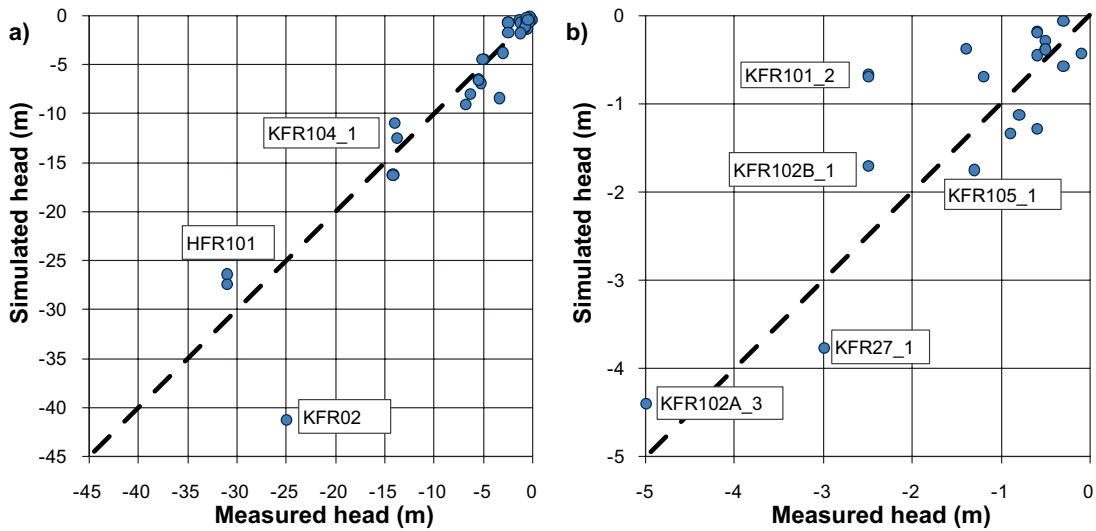 a)
Simulated head (m)
0
-5
-10
-15
-20
-25
-30
-35
-40
-45
KFR104_1
HFR101
KFR02
-45 -40 -35 -30 -25 -20 -15 -10 -5 0
Measured head (m)
b)
Simulated head (m)
-0
-1
-2
-3
-4
-5
KFR101_2
KFR102B_1
KFR105_1
KFR27_1
KFR102A_3
-5 -4 -3 -2 -1 -0
Measured head (m)